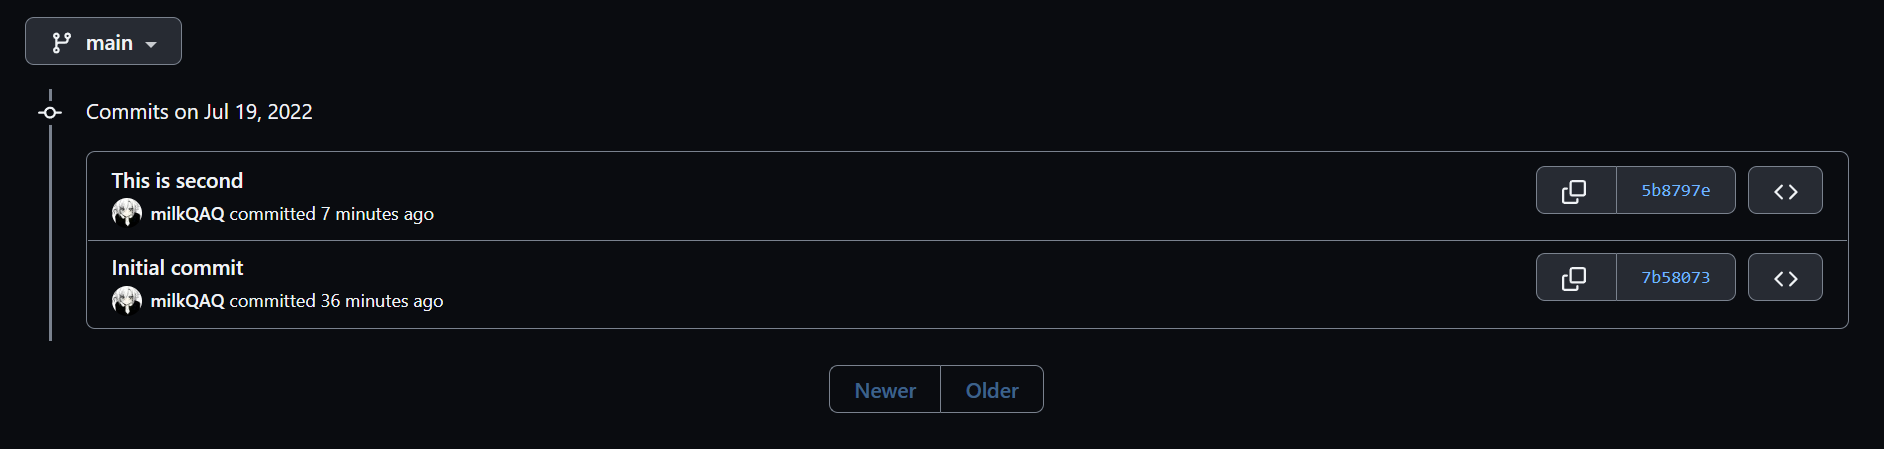 main
Commits on Jul 19, 2022
This is second
5b8797e
milkQAQ committed 7 minutes ago
Initial commit
7b58073
milkQAQ committed 36 minutes ago
Newer Older